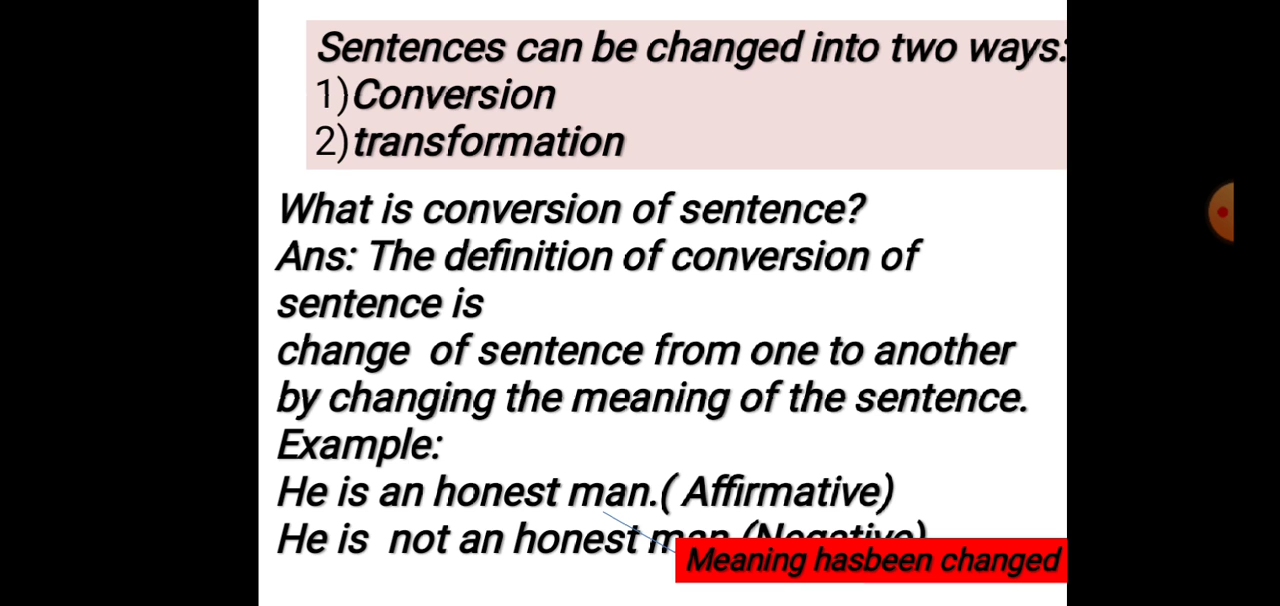 Sentences can be changed into two ways:
1)Conversion
2)transformation
What is conversion of sentence?
Ans: The definition of conversion of
sentence is
change of sentence from one to another
by changing the meaning of the sentence.
Example:
He is an honest man.( Affirmative)
He is not an honest man.(Negative)
Meaning hasbeen changed